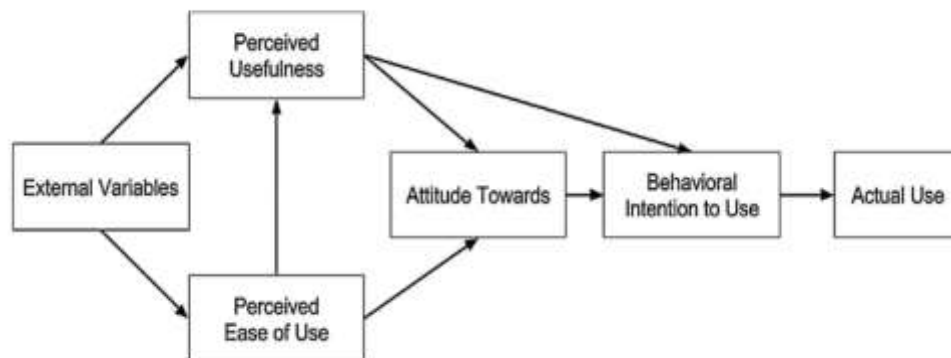 Perceived
Usefulness
External Variables
Attitude Towards
Behavioral
Intention to Use
Actual Use
Perceived
Ease of Use